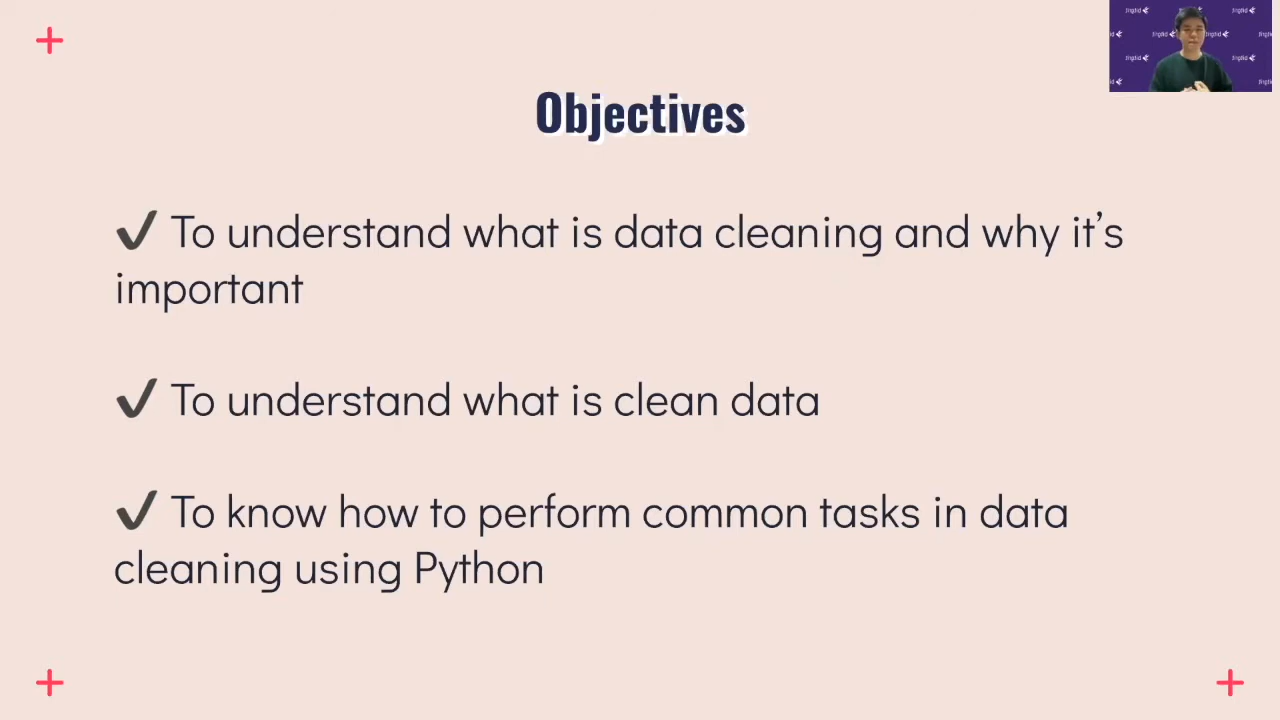 Objectives
✔ To understand what is data cleaning and why it’s
important
✔ To understand what is clean data
✔ To know how to perform common tasks in data
cleaning using Python